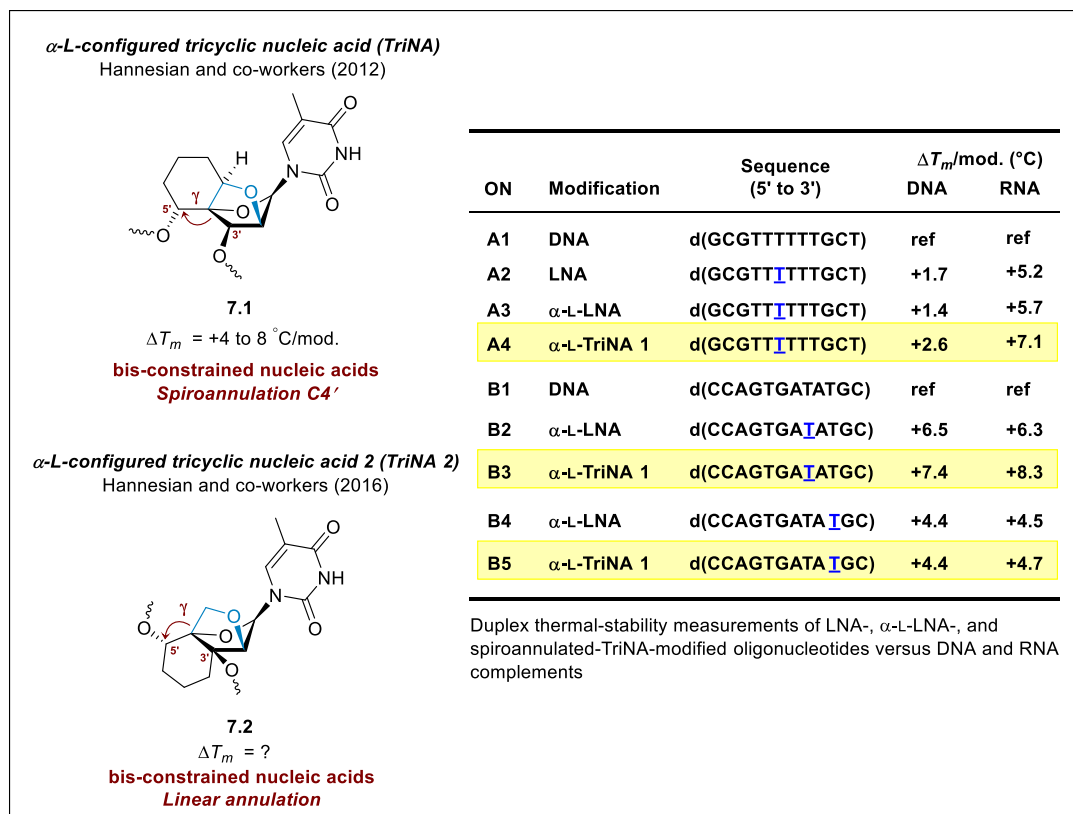 α-L-configured tricyclic nucleic acid (TriNA)
Hannesian and co-workers (2012)
O
NH
N
O
H
O
γ
O
5'
3'
O
O
7.1
ΔTm = +4 to 8 °C/mod.
bis-constrained nucleic acids
Spiroannulation C4′
α-L-configured tricyclic nucleic acid 2 (TriNA 2)
Hannesian and co-workers (2016)
O
NH
N
O
O
γ
O
O
5'
3'
O
7.2
ΔTm = ?
bis-constrained nucleic acids
Linear annulation
ON Modification Sequence (5' to 3') ΔTm/mod. (°C)
DNA RNA
A1 DNA d(GCGTTTTTTGCT) ref ref
A2 LNA d(GCGTTTTTTGCT) +1.7 +5.2
A3 α-L-LNA d(GCGTTTTTTGCT) +1.4 +5.7
A4 α-L-TriNA 1 d(GCGTTTTTTGCT) +2.6 +7.1
B1 DNA d(CCAGTGATATGC) ref ref
B2 α-L-LNA d(CCAGTGATATGC) +6.5 +6.3
B3 α-L-TriNA 1 d(CCAGTGATATGC) +7.4 +8.3
B4 α-L-LNA d(CCAGTGATA TGC) +4.4 +4.5
B5 α-L-TriNA 1 d(CCAGTGATA TGC) +4.4 +4.7
Duplex thermal-stability measurements of LNA-, α-L-LNA-, and
spiroannulated-TriNA-modified oligonucleotides versus DNA and RNA
complements